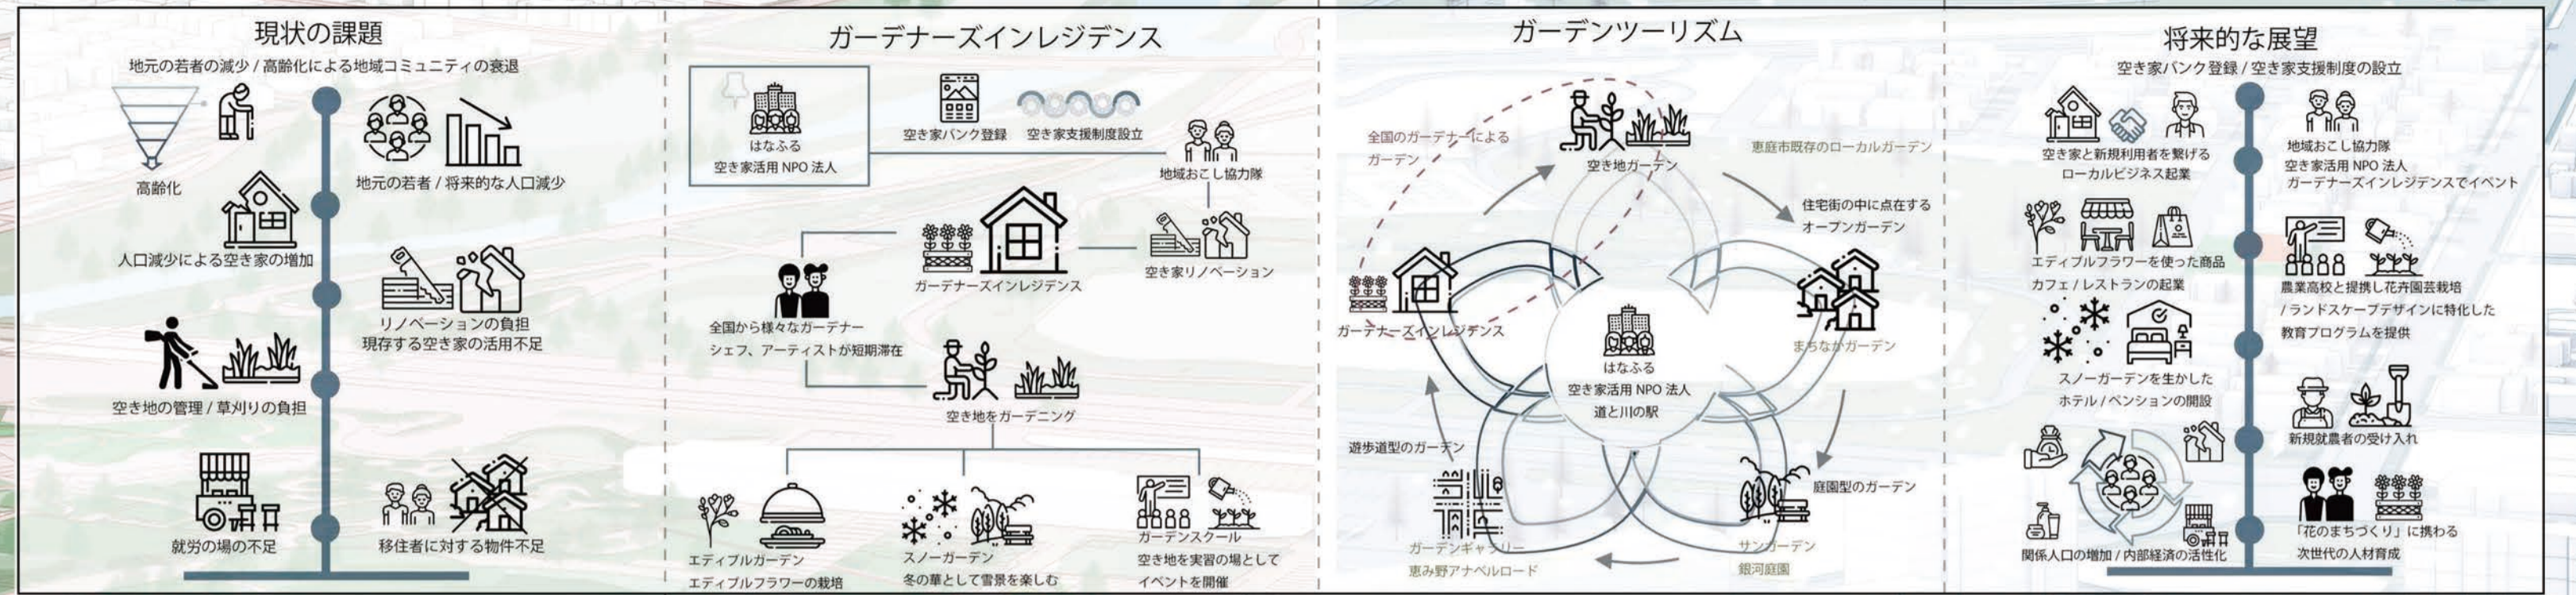 現状の課題
地元の若者の減少 / 高齢化による地域コミュニティの衰退
高齢化
地元の若者 / 将来的な人口減少
人口減少による空き家の増加
リノベーションの負担
現存する空き家の活用不足
空き地の管理 / 草刈りの負担
就労の場の不足
移住者に対する物件不足
ガーデナーズインレジデンス
はなふる
空き家活用 NPO 法人
空き家バンク登録
空き家支援制度設立
地域おこし協力隊
空き家リノベーション
ガーデナーズインレジデンス
全国から様々なガーデナー
シェフ、アーティストが短期滞在
空き地をガーデニング
エディブルガーデン
エディブルフラワーの栽培
スノーガーデン
冬の華として雪景を楽しむ
ガーデンスクール
空き地を実習の場として
イベントを開催
ガーデンツーリズム
全国のガーデナーによる
ガーデン
空き地ガーデン
恵庭市既存のローカルガーデン
住宅街の中に点在する
オープンガーデン
ガーデナーズインレジデンス
まちなかガーデン
はなふる
空き家活用 NPO 法人
道と川の駅
遊歩道型のガーデン
庭園型のガーデン
ガーデンギャラリー
恵み野アナベルロード
サンガーデン
銀河庭園
将来的な展望
空き家バンク登録 / 空き家支援制度の設立
空き家と新規利用者を繋げる
ローカルビジネス起業
地域おこし協力隊
空き家活用 NPO 法人
ガーデナーズインレジデンスでイベント
エディブルフラワーを使った商品
カフェ / レストランの起業
農業高校と提携し花卉園芸栽培
/ ランドスケープデザインに特化した
教育プログラムを提供
スノーガーデンを生かした
ホテル / ペンションの開設
新規就農者の受け入れ
関係人口の増加 / 内部経済の活性化
「花のまちづくり」に携わる
次世代の人材育成